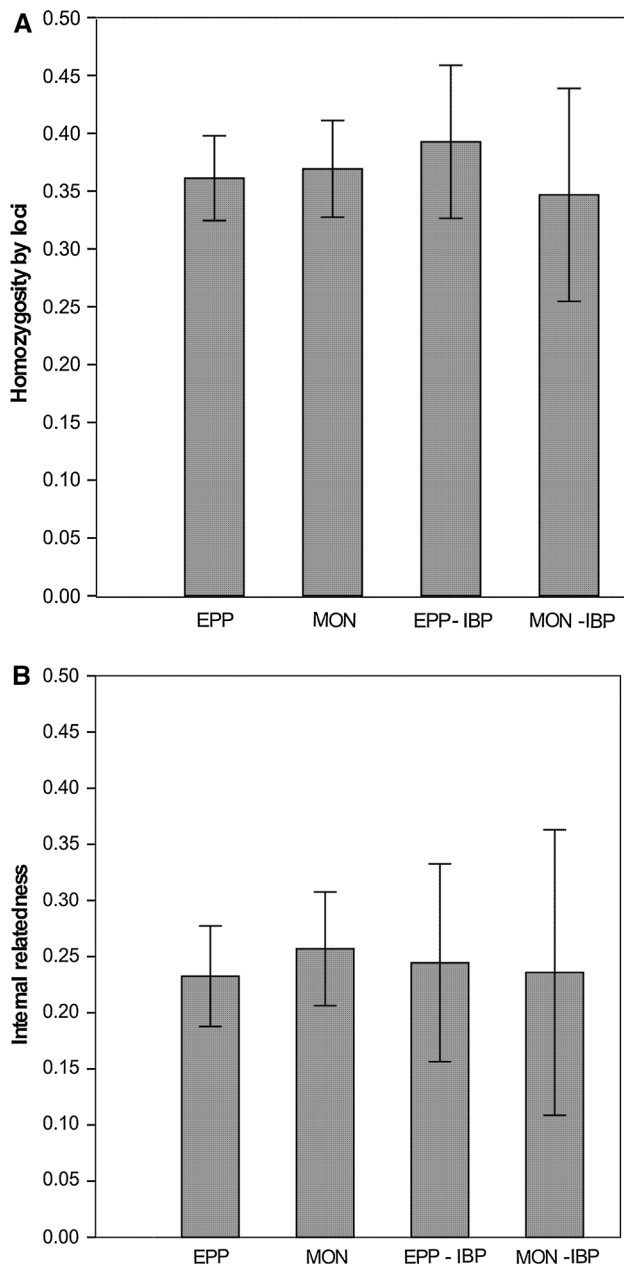 A
0.50
0.45
0.40
0.35
0.30
0.25
0.20
0.15
0.10
0.05
0.00
Homozygosity by loci
EPP
MON
EPP- IBP
MON -IBP
B
0.50
0.45
0.40
0.35
0.30
0.25
0.20
0.15
0.10
0.05
0.00
Internal relatedness
EPP
MON
EPP - IBP
MON -IBP